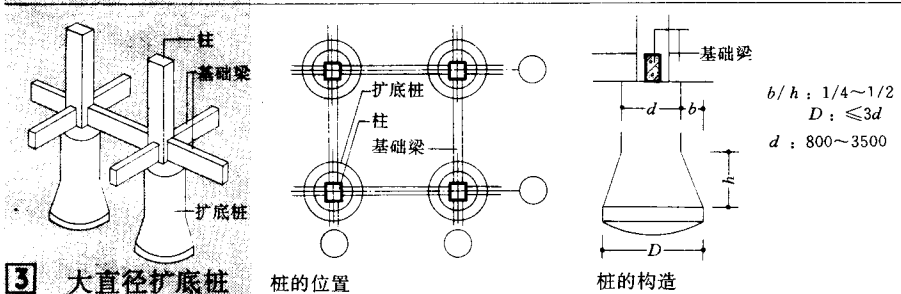 柱
基础梁
扩底桩
3 大直径扩底桩
扩底桩
柱
基础梁
桩的位置
基础梁
d b
h
D
桩的构造
b/h：1/4～1/2
D：≤3d
d：800～3500